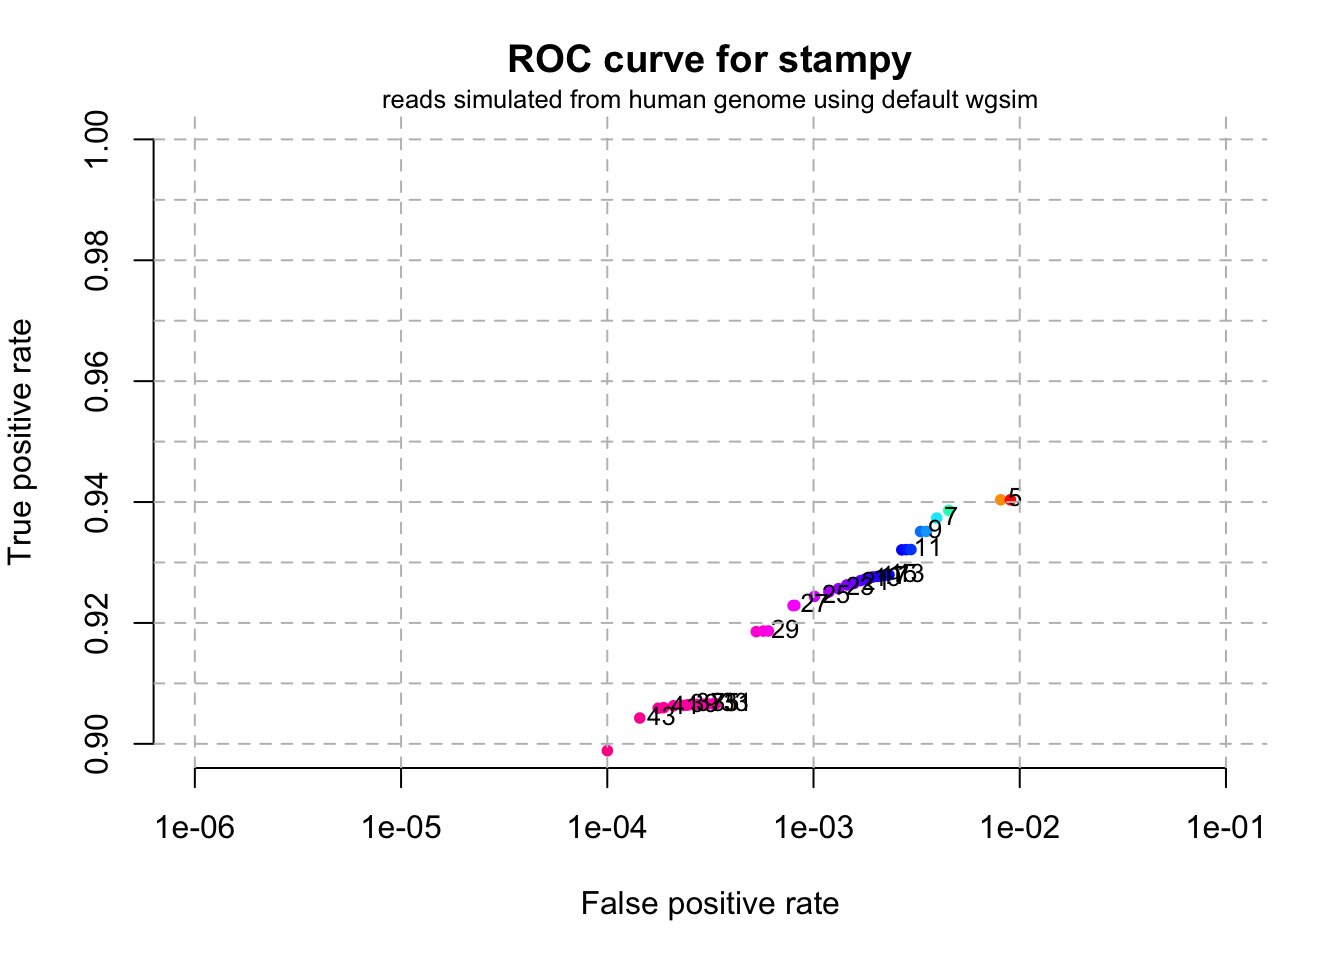 ROC curve for stampy
reads simulated from human genome using default wgsim
1.00
0.98
0.96
0.94
0.92
0.90
True positive rate
5
7
9
11
13
25
27
29
43
1e-06
1e-05
1e-04
1e-03
1e-02
1e-01
False positive rate